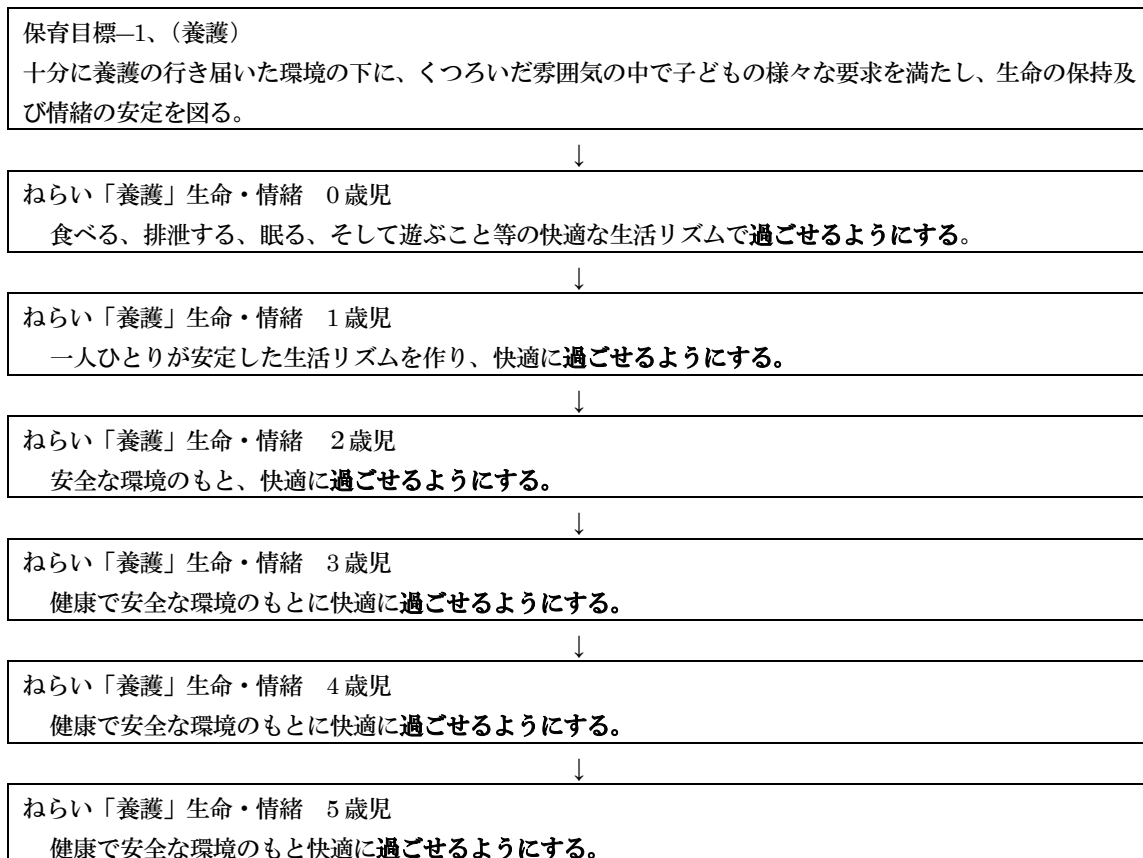 保育目標―1、（養護）
十分に養護の行き届いた環境の下に、くつろいだ雰囲気の中で子どもの様々な要求を満たし、生命の保持及
び情緒の安定を図る。
↓
ねらい「養護」生命・情緒　0歳児
食べる、排泄する、眠る、そして遊ぶこと等の快適な生活リズムで過ごせるようにする。
↓
ねらい「養護」生命・情緒　1歳児
一人ひとりが安定した生活リズムを作り、快適に過ごせるようにする。
↓
ねらい「養護」生命・情緒　２歳児
安全な環境のもと、快適に過ごせるようにする。
↓
ねらい「養護」生命・情緒　3歳児
健康で安全な環境のもとに快適に過ごせるようにする。
↓
ねらい「養護」生命・情緒　4歳児
健康で安全な環境のもとに快適に過ごせるようにする。
↓
ねらい「養護」生命・情緒　5歳児
健康で安全な環境のもと快適に過ごせるようにする。